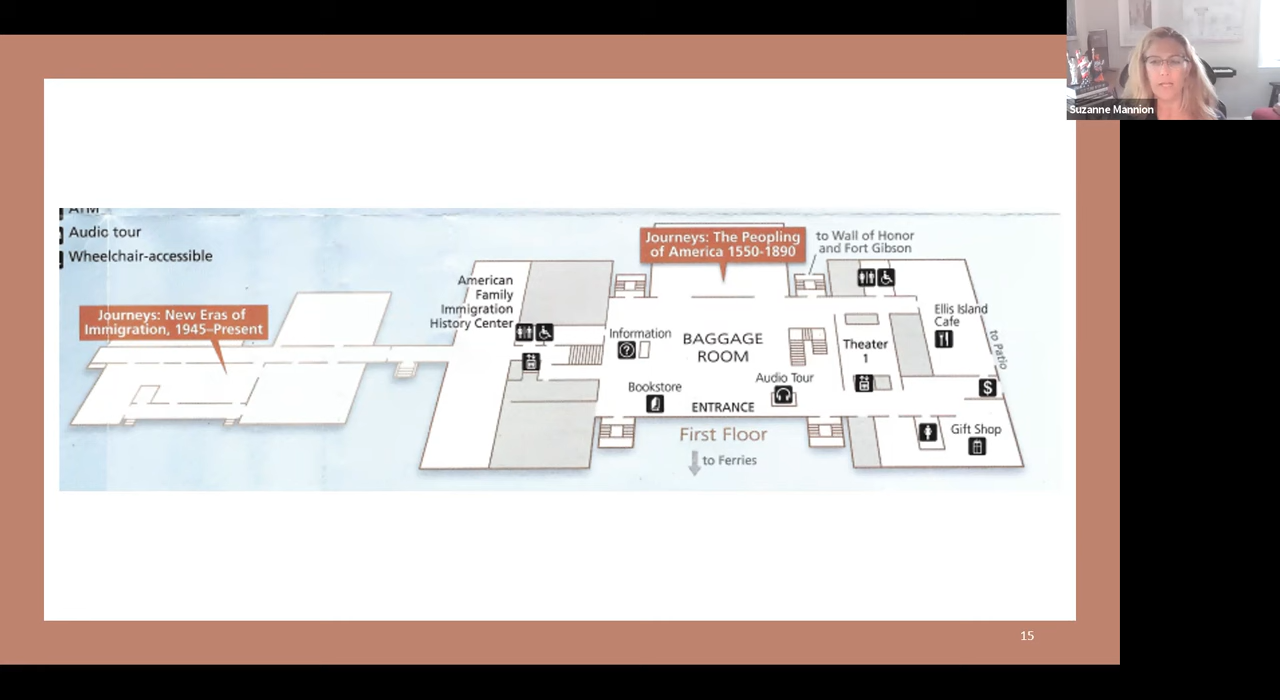 Suzanne Mannion
ATM
Audio tour
Wheelchair-accessible
Journeys: New Eras of
Immigration, 1945–Present
American
Family
Immigration
History Center
Journeys: The Peopling
of America 1550-1890
to Wall of Honor
and Fort Gibson
Information
BAGGAGE
ROOM
Bookstore
Audio Tour
ENTRANCE
Theater
1
Ellis Island
Cafe
to Patio
$
Gift Shop
First Floor
to Ferries
15